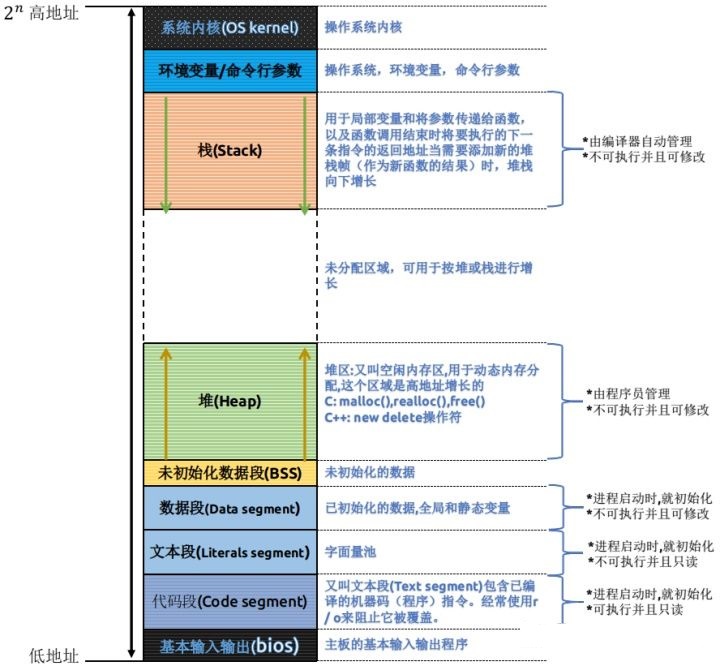 2ⁿ 高地址
系统内核(OS kernel)
操作系统内核
环境变量/命令行参数
操作系统，环境变量，命令行参数
栈(Stack)
用于局部变量和将参数传递给函数，
以及函数调用结束时将要执行的下一
条指令的返回地址当需要添加新的堆
栈帧（作为新函数的结果）时，堆栈
向下增长
*由编译器自动管理
*不可执行并且可修改
未分配区域，可用于按堆或栈进行增
长
堆(Heap)
堆区:又叫空闲内存区,用于动态内存分
配,这个区域是高地址增长的
C: malloc(),realloc(),free()
C++: new delete操作符
*由程序员管理
*不可执行并且可修改
未初始化数据段(BSS)
未初始化的数据
数据段(Data segment)
已初始化的数据,全局和静态变量
*进程启动时,就初始化
*不可执行并且可修改
文本段(Literals segment)
字面量池
*进程启动时,就初始化
*不可执行并且只读
代码段(Code segment)
又叫文本段(Text segment)包含已编
译的机器码（程序）指令。经常使用r
/ o来阻止它被覆盖。
*进程启动时,就初始化
*可执行并且只读
基本输入输出(bios)
主板的基本输入输出程序
低地址